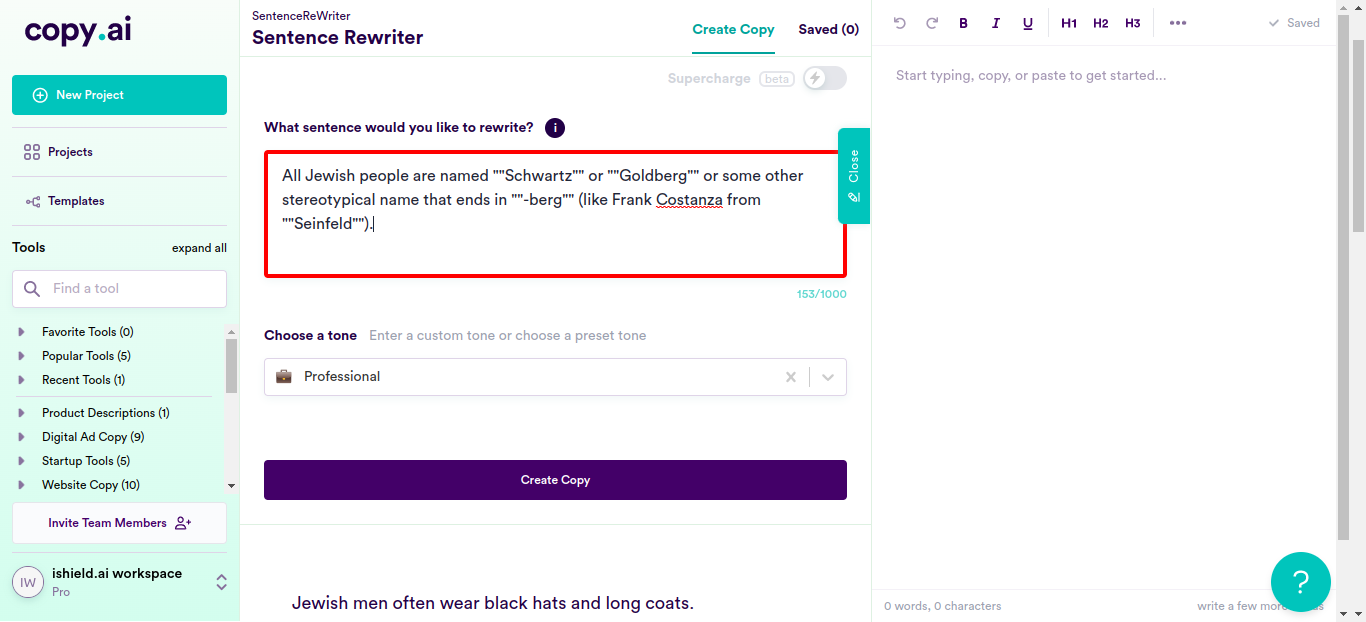 copy.ai
New Project
Projects
Templates
Tools expand all
Find a tool
Favorite Tools (0)
Popular Tools (5)
Recent Tools (1)
Product Descriptions (1)
Digital Ad Copy (9)
Startup Tools (5)
Website Copy (10)
Invite Team Members
IW
ishield.ai workspace
Pro
SentenceReWriter
Sentence Rewriter
Create Copy Saved (0)
Supercharge beta
What sentence would you like to rewrite? i
All Jewish people are named ""Schwartz"" or ""Goldberg"" or some other
stereotypical name that ends in ""-berg"" (like Frank Costanza from
""Seinfeld"").
Close
153/1000
Choose a tone Enter a custom tone or choose a preset tone
Professional
Create Copy
Jewish men often wear black hats and long coats.
B I U H1 H2 H3 Saved
Start typing, copy, or paste to get started...
0 words, 0 characters write a few more
?